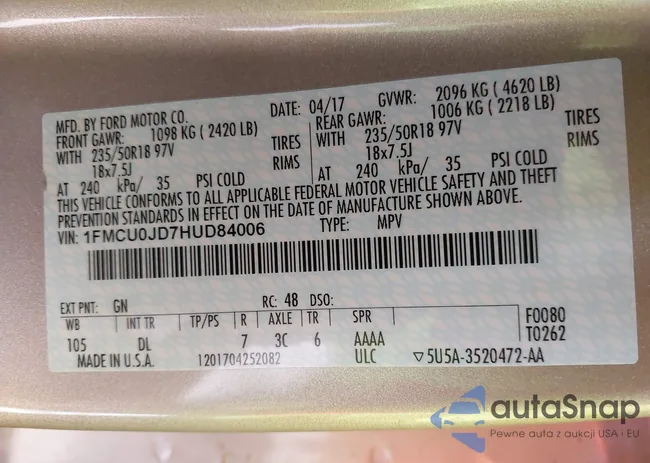 MFD. BY FORD MOTOR CO. DATE: 04/17 GVWR: 2096 KG ( 4620 LB)
FRONT GAWR: 1098 KG ( 2420 LB) REAR GAWR: 1006 KG ( 2218 LB)
WITH 235/50R18 97V TIRES WITH 235/50R18 97V TIRES
18x7.5J RIMS 18x7.5J RIMS
AT 240 kPa/ 35 PSI COLD AT 240 kPa/ 35 PSI COLD
THIS VEHICLE CONFORMS TO ALL APPLICABLE FEDERAL MOTOR VEHICLE SAFETY AND THEFT
PREVENTION STANDARDS IN EFFECT ON THE DATE OF MANUFACTURE SHOWN ABOVE.
VIN: 1FMCU0JD7HUD84006 TYPE: MPV
EXT PNT: GN RC: 48 DSO:
WB INT TR TP/PS R AXLE TR SPR F0080
105 DL 7 3C 6 AAAA T0262
MADE IN U.S.A. 1201704252082 ULC ▽5U5A-3520472-AA
autaSnap
Pewne auta z aukcji USA i EU